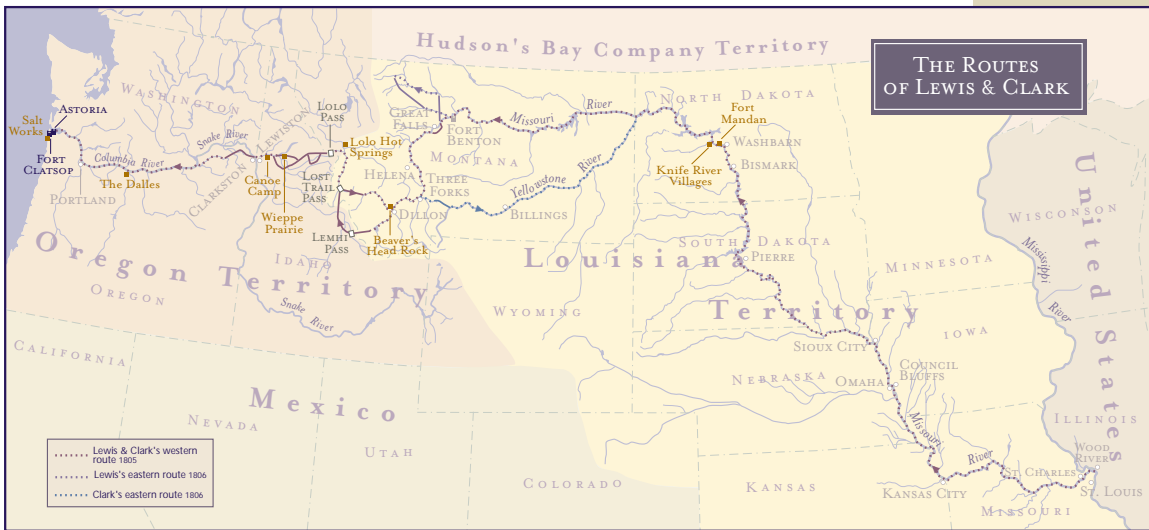 The Routes
of Lewis & Clark
Hudson's Bay Company Territory
Washington
North Dakota
Lolo
Pass
Great
Falls
Fort
Benton
Missouri
River
Fort
Mandan
Washbarn
Bismark
Knife River
Villages
Astoria
Salt
Works
Fort
Clatsop
Columbia River
The Dalles
Portland
Snake River
Lewiston
Clarkston
Canoe
Camp
Wieppe
Prairie
Lolo Hot
Springs
Lost
Trail
Pass
Helena
Montana
Three
Forks
Dillon
Lemhi
Pass
Beaver's
Head Rock
Yellowstone
River
Billings
Idaho
Snake
River
Oregon Territory
Oregon
Louisiana
Territory
South Dakota
Pierre
Wyoming
Minnesota
Wisconsin
Mississippi
River
United States
Iowa
Sioux City
Council
Bluffs
Nebraska
Omaha
California
Mexico
Nevada
Utah
Colorado
Kansas
Missouri
River
Kansas City
St. Charles
Wood
River
Illinois
St. Louis
Missouri
Lewis & Clark's western
route 1805
Lewis's eastern route 1806
Clark's eastern route 1806